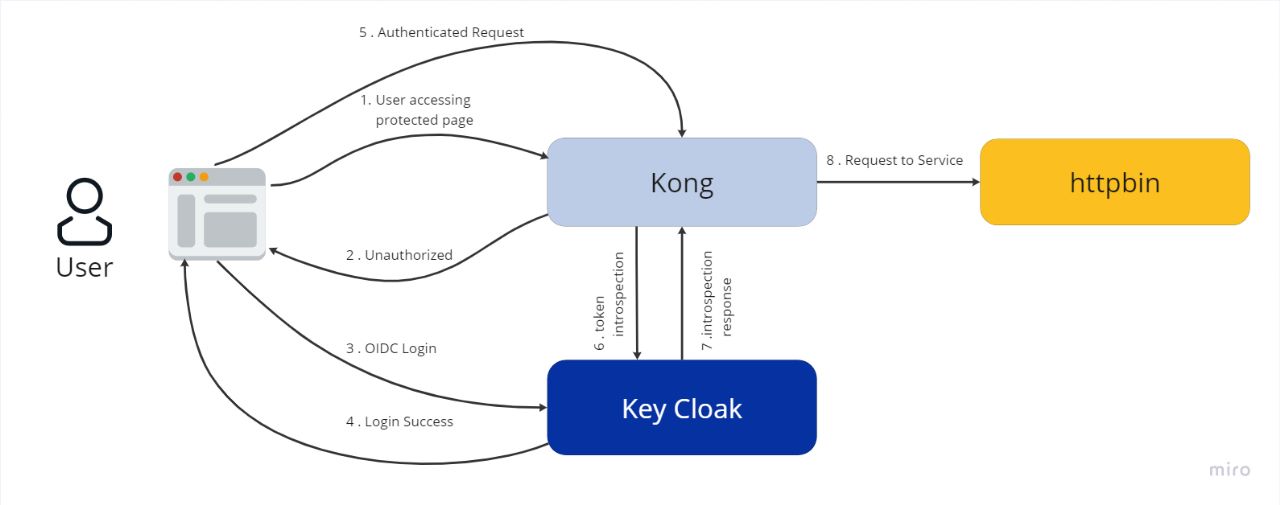 5 . Authenticated Request
1. User accessing
protected page
Kong
8 . Request to Service
httpbin
User
2 . Unauthorized
6 . token
introspection
7 .introspection
response
3 . OIDC Login
Key Cloak
4 . Login Success
miro